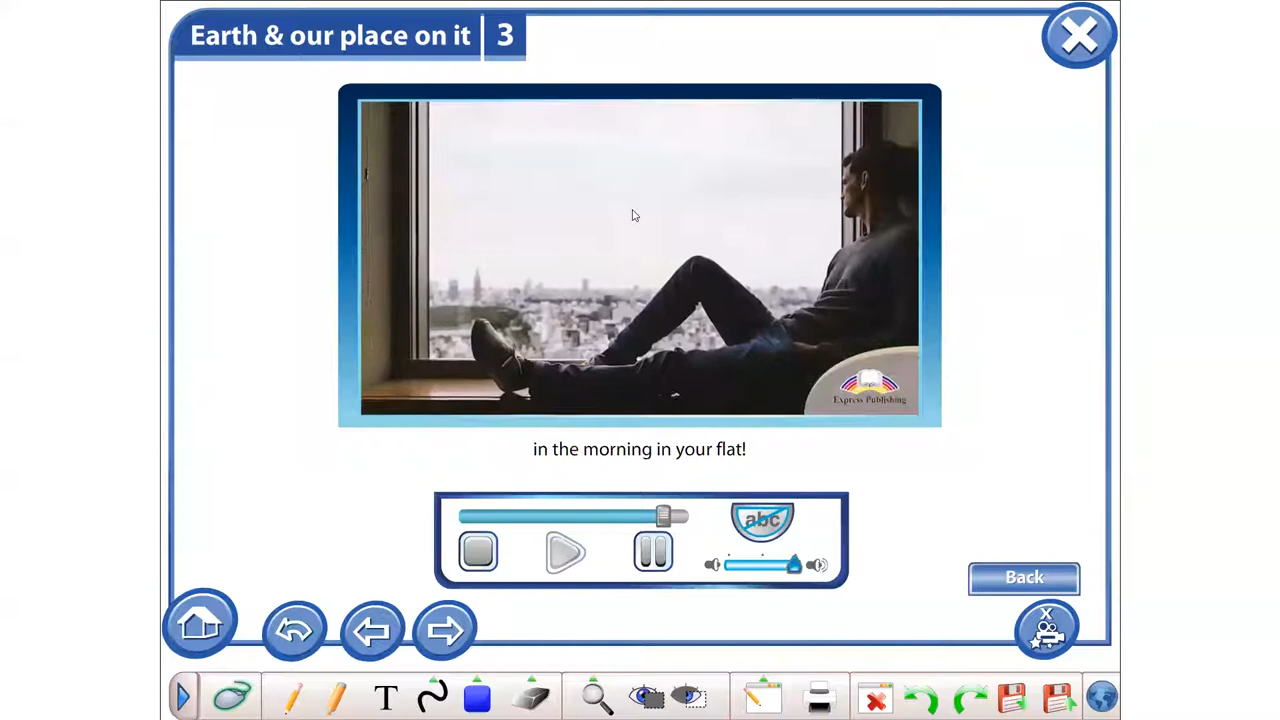 Earth & our place on it 3
Express Publishing
in the morning in your flat!
abc
Back
X
T